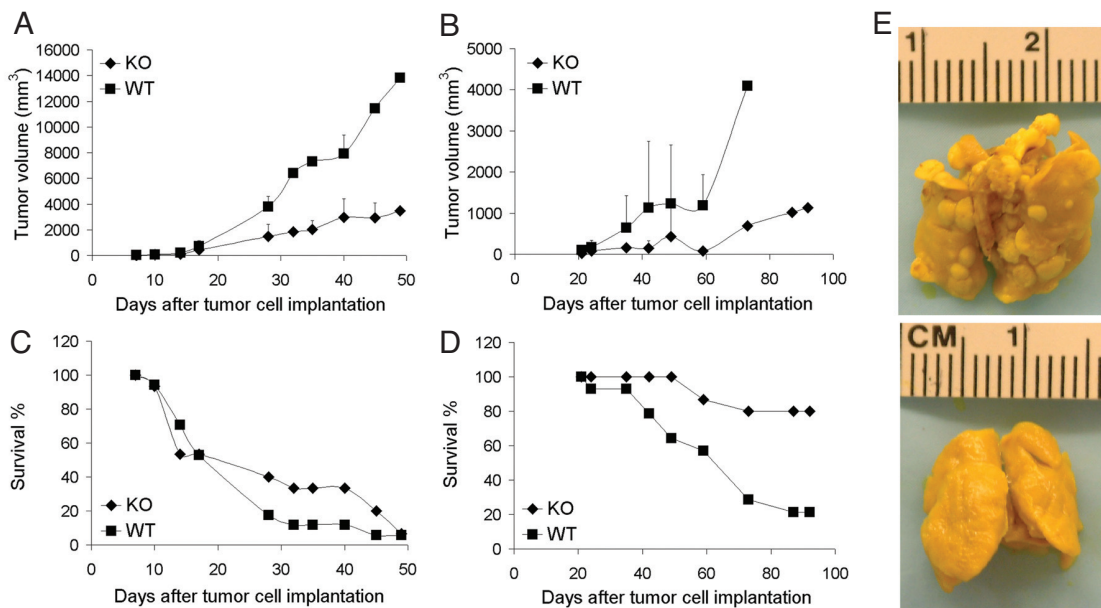 A
Tumor volume (mm3)
16000
14000
12000
10000
8000
6000
4000
2000
0
KO
WT
0 10 20 30 40 50
Days after tumor cell implantation
B
Tumor volume (mm3)
5000
4000
3000
2000
1000
0
KO
WT
0 20 40 60 80 100
Days after tumor cell implantation
C
Survival %
120
100
80
60
40
20
0
KO
WT
0 10 20 30 40 50
Days after tumor cell implantation
D
Survival %
120
100
80
60
40
20
0
KO
WT
0 20 40 60 80 100
Days after tumor cell implantation
E
1 2
CM 1